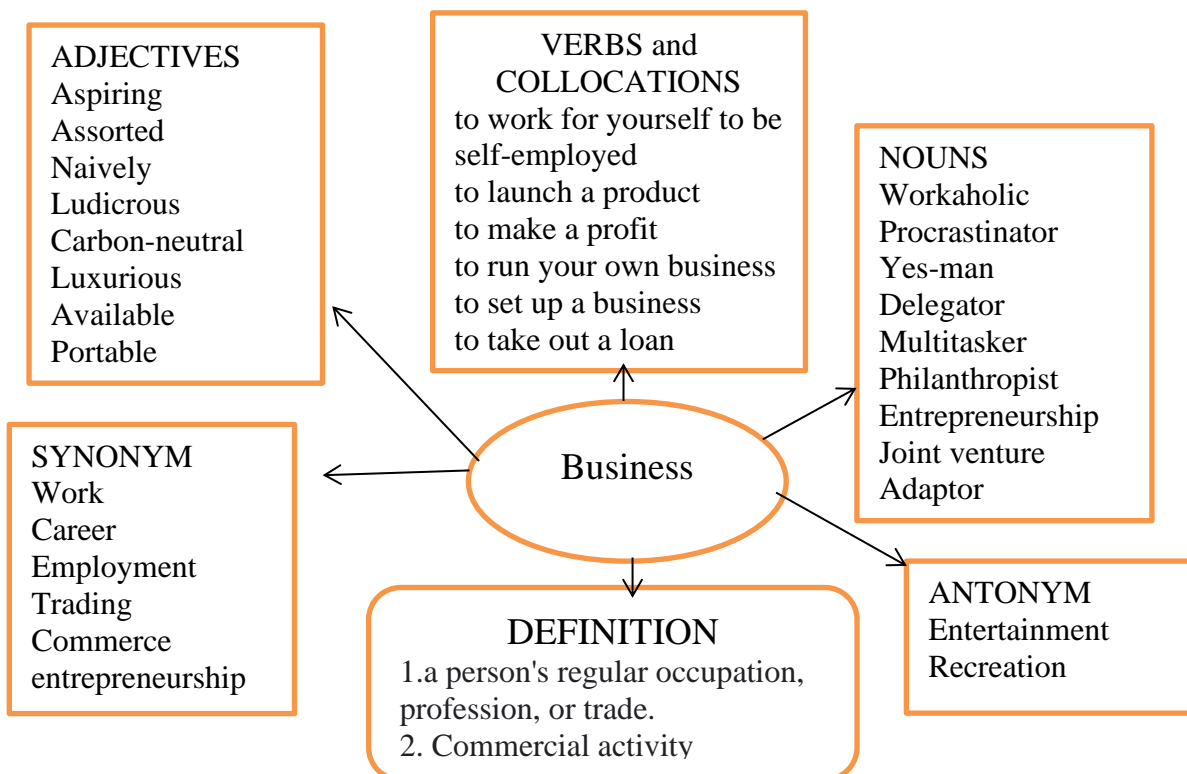 ADJECTIVES
Aspiring
Assorted
Naively
Ludicrous
Carbon-neutral
Luxurious
Available
Portable
VERBS and
COLLOCATIONS
to work for yourself to be
self-employed
to launch a product
to make a profit
to run your own business
to set up a business
to take out a loan
NOUNS
Workaholic
Procrastinator
Yes-man
Delegator
Multitasker
Philanthropist
Entrepreneurship
Joint venture
Adaptor
Business
SYNONYM
Work
Career
Employment
Trading
Commerce
entrepreneurship
DEFINITION
1.a person's regular occupation,
profession, or trade.
2. Commercial activity
ANTONYM
Entertainment
Recreation